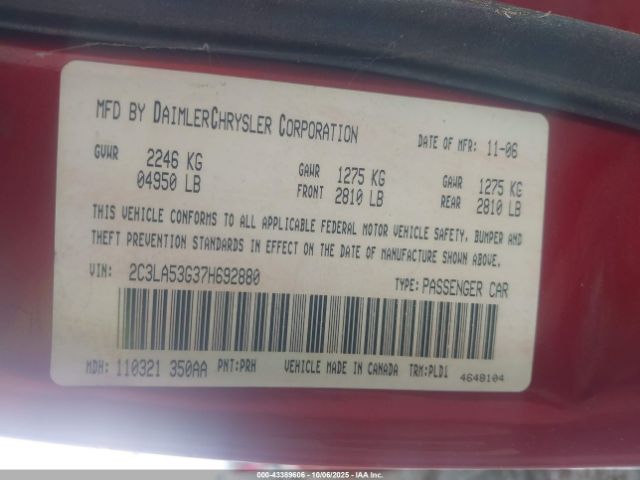 MFD BY DAIMLERCHRYSLER CORPORATION DATE OF MFR: 11-06
GVWR 2246 KG GAWR 1275 KG GAWR 1275 KG
04950 LB FRONT 2810 LB REAR 2810 LB
THIS VEHICLE CONFORMS TO ALL APPLICABLE FEDERAL MOTOR VEHICLE SAFETY, BUMPER AND
THEFT PREVENTION STANDARDS IN EFFECT ON THE DATE OF MANUFACTURE SHOWN ABOVE.
VIN: 2C3LA53G37H692880 TYPE: PASSENGER CAR
MDH: 110321 350AA PNT:PRH VEHICLE MADE IN CANADA TRM:PLD1
4648104
000-43389606 - 10/06/2025 - IAA Inc.